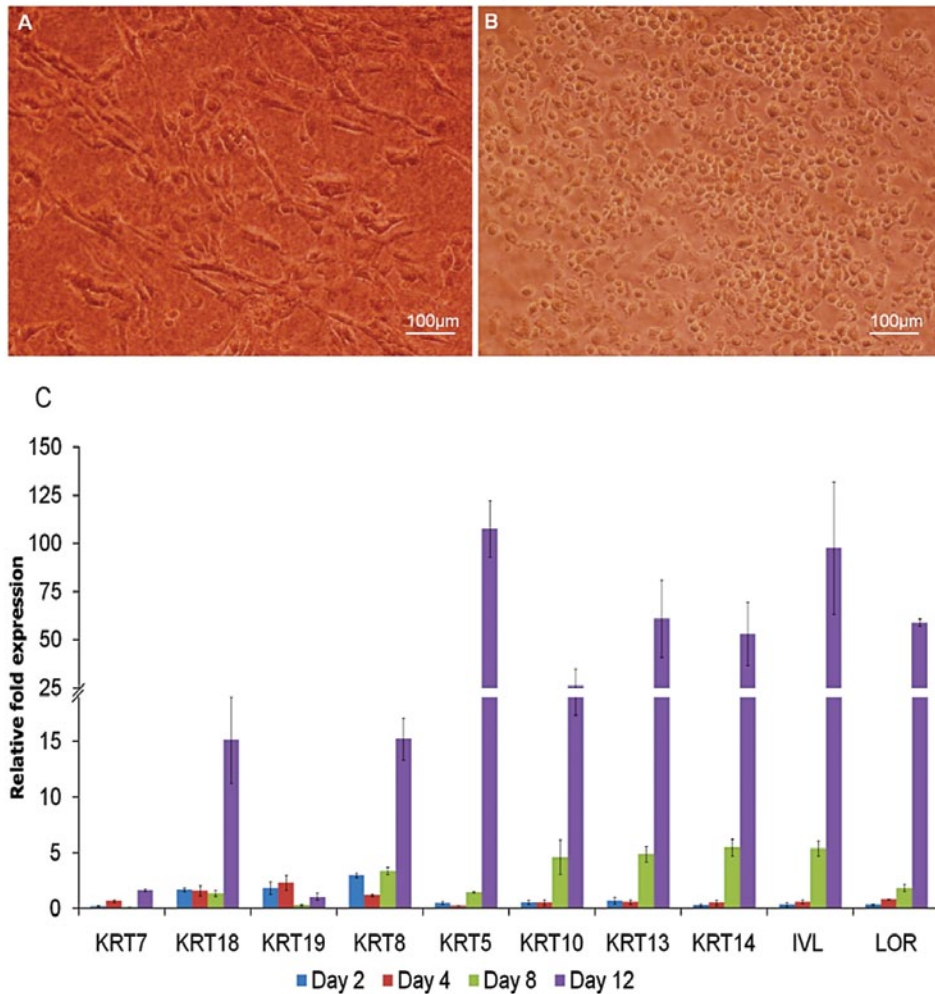 A
B
100µm
100µm
C
Relative fold expression
150
125
100
75
50
25
15
10
5
0
KRT7 KRT18 KRT19 KRT8 KRT5 KRT10 KRT13 KRT14 IVL LOR
Day 2 Day 4 Day 8 Day 12